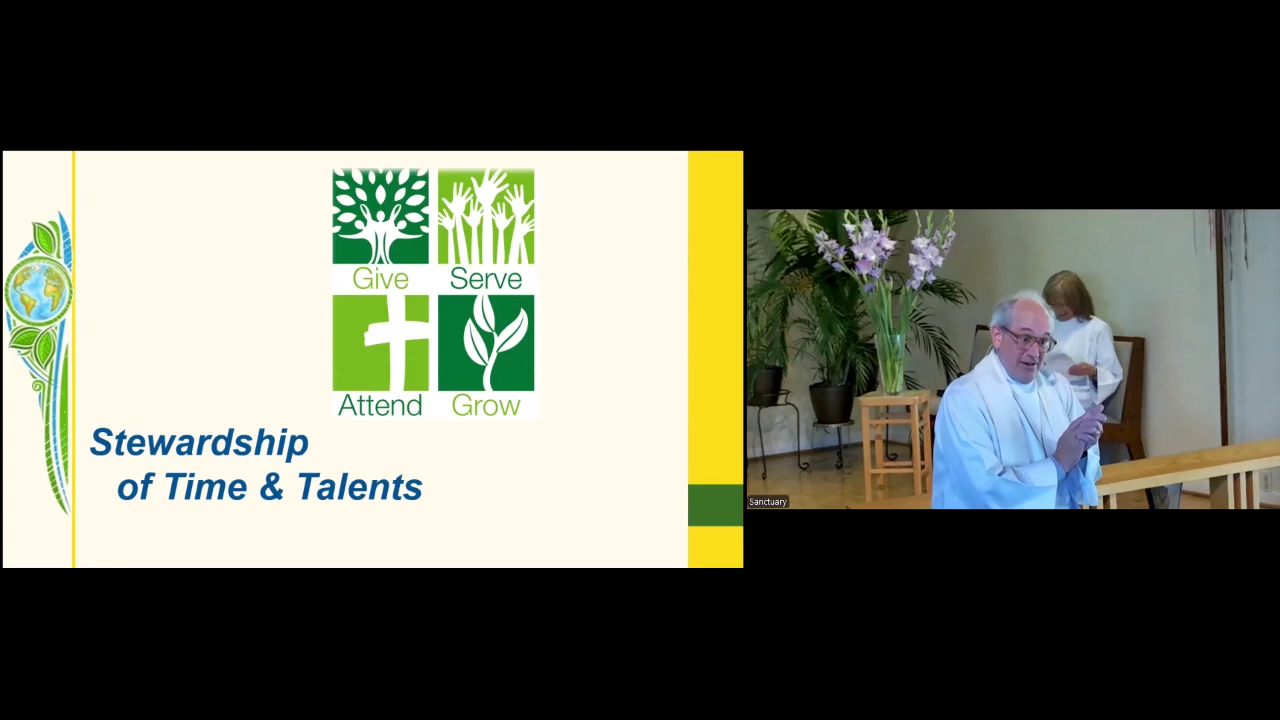 Give Serve
Attend Grow
Stewardship
of Time & Talents
Sanctuary